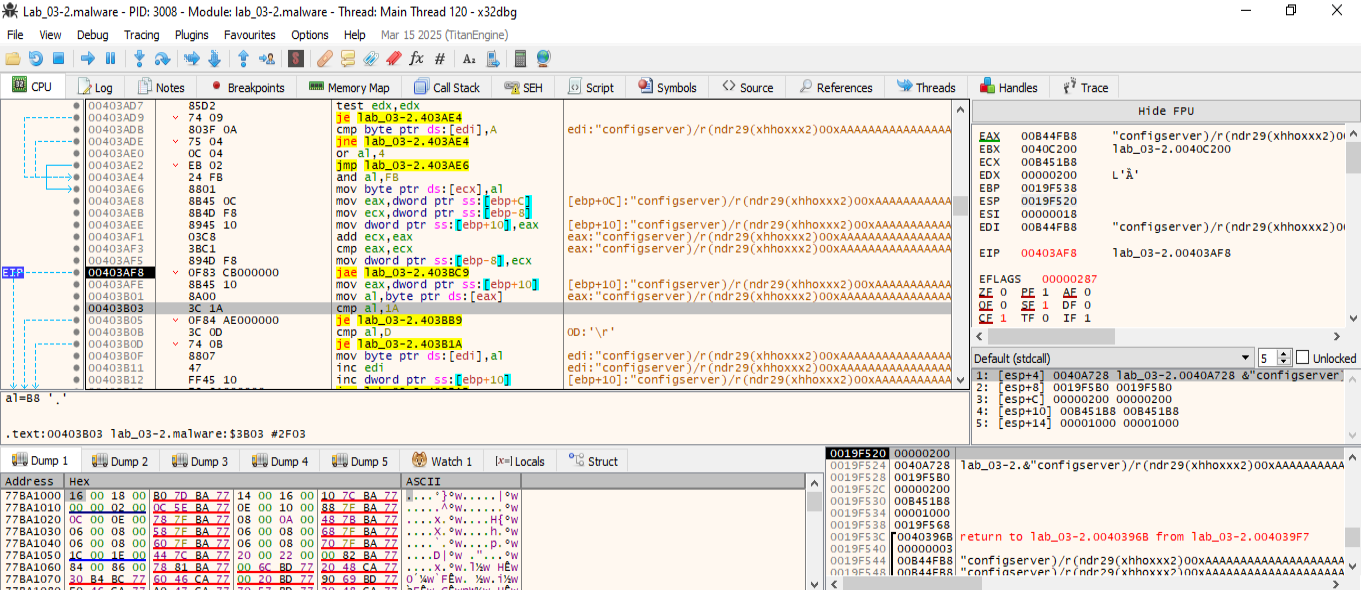 Lab_03-2.malware - PID: 3008 - Module: lab_03-2.malware - Thread: Main Thread 120 - x32dbg
File View Debug Tracing Plugins Favourites Options Help Mar 15 2025 (TitanEngine)
CPU Log Notes Breakpoints Memory Map Call Stack SEH Script Symbols Source References Threads Handles Trace
00403AD7 85D2 test edx,edx
00403AD9 74 09 je lab_03-2.403AE4
00403ADB 803F 0A cmp byte ptr ds:[edi],A edi:"configserver)/r(ndr29(xhhoxxx2)00xAAAAAAAAAAAAAAAA
00403ADE 75 04 jne lab_03-2.403AE4
00403AE0 0C 04 or al,4
00403AE2 EB 02 jmp lab_03-2.403AE6
00403AE4 24 FB and al,FB
00403AE6 8801 mov byte ptr ds:[ecx],al
00403AE8 8B45 0C mov eax,dword ptr ss:[ebp+C] [ebp+0C]:"configserver)/r(ndr29(xhhoxxx2)00xAAAAAAAAAAA
00403AEB 8B4D F8 mov ecx,dword ptr ss:[ebp-8]
00403AEE 8945 10 mov dword ptr ss:[ebp+10],eax [ebp+10]:"configserver)/r(ndr29(xhhoxxx2)00xAAAAAAAAAAA
00403AF1 03C8 add ecx,eax eax:"configserver)/r(ndr29(xhhoxxx2)00xAAAAAAAAAAAAAAAA
00403AF3 3BC1 cmp eax,ecx eax:"configserver)/r(ndr29(xhhoxxx2)00xAAAAAAAAAAAAAAAA
00403AF5 894D F8 mov dword ptr ss:[ebp-8],ecx
EIP 00403AF8 0F83 CB000000 jae lab_03-2.403BC9
00403AFE 8B45 10 mov eax,dword ptr ss:[ebp+10] [ebp+10]:"configserver)/r(ndr29(xhhoxxx2)00xAAAAAAAAAAA
00403B01 8A00 mov al,byte ptr ds:[eax] eax:"configserver)/r(ndr29(xhhoxxx2)00xAAAAAAAAAAAAAAAA
00403B03 3C 1A cmp al,1A
00403B05 0F84 AE000000 je lab_03-2.403BB9
00403B0B 3C 0D cmp al,D 0D:'\r'
00403B0D 74 0B je lab_03-2.403B1A
00403B0F 8807 mov byte ptr ds:[edi],al edi:"configserver)/r(ndr29(xhhoxxx2)00xAAAAAAAAAAAAAAAA
00403B11 47 inc edi edi:"configserver)/r(ndr29(xhhoxxx2)00xAAAAAAAAAAAAAAAA
00403B12 FF45 10 inc dword ptr ss:[ebp+10] [ebp+10]:"configserver)/r(ndr29(xhhoxxx2)00xAAAAAAAAAAA
al=B8 '¸'
.text:00403B03 lab_03-2.malware:$3B03 #2F03
Hide FPU
EAX 00B44FB8 "configserver)/r(ndr29(xhhoxxx2)00
EBX 0040C200 lab_03-2.0040C200
ECX 00B451B8
EDX 00000200 L'Ȁ'
EBP 0019F538
ESP 0019F520
ESI 00000018
EDI 00B44FB8 "configserver)/r(ndr29(xhhoxxx2)00
EIP 00403AF8 lab_03-2.00403AF8
EFLAGS 00000287
ZF 0 PF 1 AF 0
OF 0 SF 1 DF 0
CF 1 TF 0 IF 1
Default (stdcall) 5 Unlocked
1: [esp+4] 0040A728 lab_03-2.0040A728 &"configserver
2: [esp+8] 0019F5B0 0019F5B0
3: [esp+C] 00000200 00000200
4: [esp+10] 00B451B8 00B451B8
5: [esp+14] 00001000 00001000
Dump 1 Dump 2 Dump 3 Dump 4 Dump 5 Watch 1 Locals Struct
Address Hex ASCII
77BA1000 16 00 18 00 B0 7D BA 77 14 00 16 00 10 7C BA 77 ....°}ºw.....|ºw
77BA1010 00 00 02 00 0C 5E BA 77 0E 00 10 00 88 7F BA 77 .....^ºw......ºw
77BA1020 0C 00 0E 00 78 7F BA 77 08 00 0A 00 48 7B BA 77 ....x.ºw....H{ºw
77BA1030 06 00 08 00 58 7F BA 77 06 00 08 00 68 7F BA 77 ....X.ºw....h.ºw
77BA1040 06 00 08 00 60 7F BA 77 06 00 08 00 70 7F BA 77 ....`.ºw....p.ºw
77BA1050 1C 00 1E 00 44 7C BA 77 20 00 22 00 00 82 BA 77 ....D|ºw ."...ºw
77BA1060 84 00 86 00 78 81 BA 77 00 6C BD 77 20 48 CA 77 ....x.ºw.l½w HÊw
77BA1070 30 B4 BC 77 60 46 CA 77 00 20 BD 77 90 69 BD 77 0´¼w`FÊw. ½w.i½w
0019F520 00000200
0019F524 0040A728 lab_03-2.&"configserver)/r(ndr29(xhhoxxx2)00xAAAAAAAAAA
0019F528 0019F5B0
0019F52C 00000200
0019F530 00B451B8
0019F534 00001000
0019F538 0019F568
0019F53C 0040396B return to lab_03-2.0040396B from lab_03-2.004039F7
0019F540 00000003
0019F544 00B44FB8 "configserver)/r(ndr29(xhhoxxx2)00xAAAAAAAAAAAAAAAAA
0019F548 00B44FB8 "configserver)/r(ndr29(xhhoxxx2)00xAAAAAAAAAAAAAAAAA